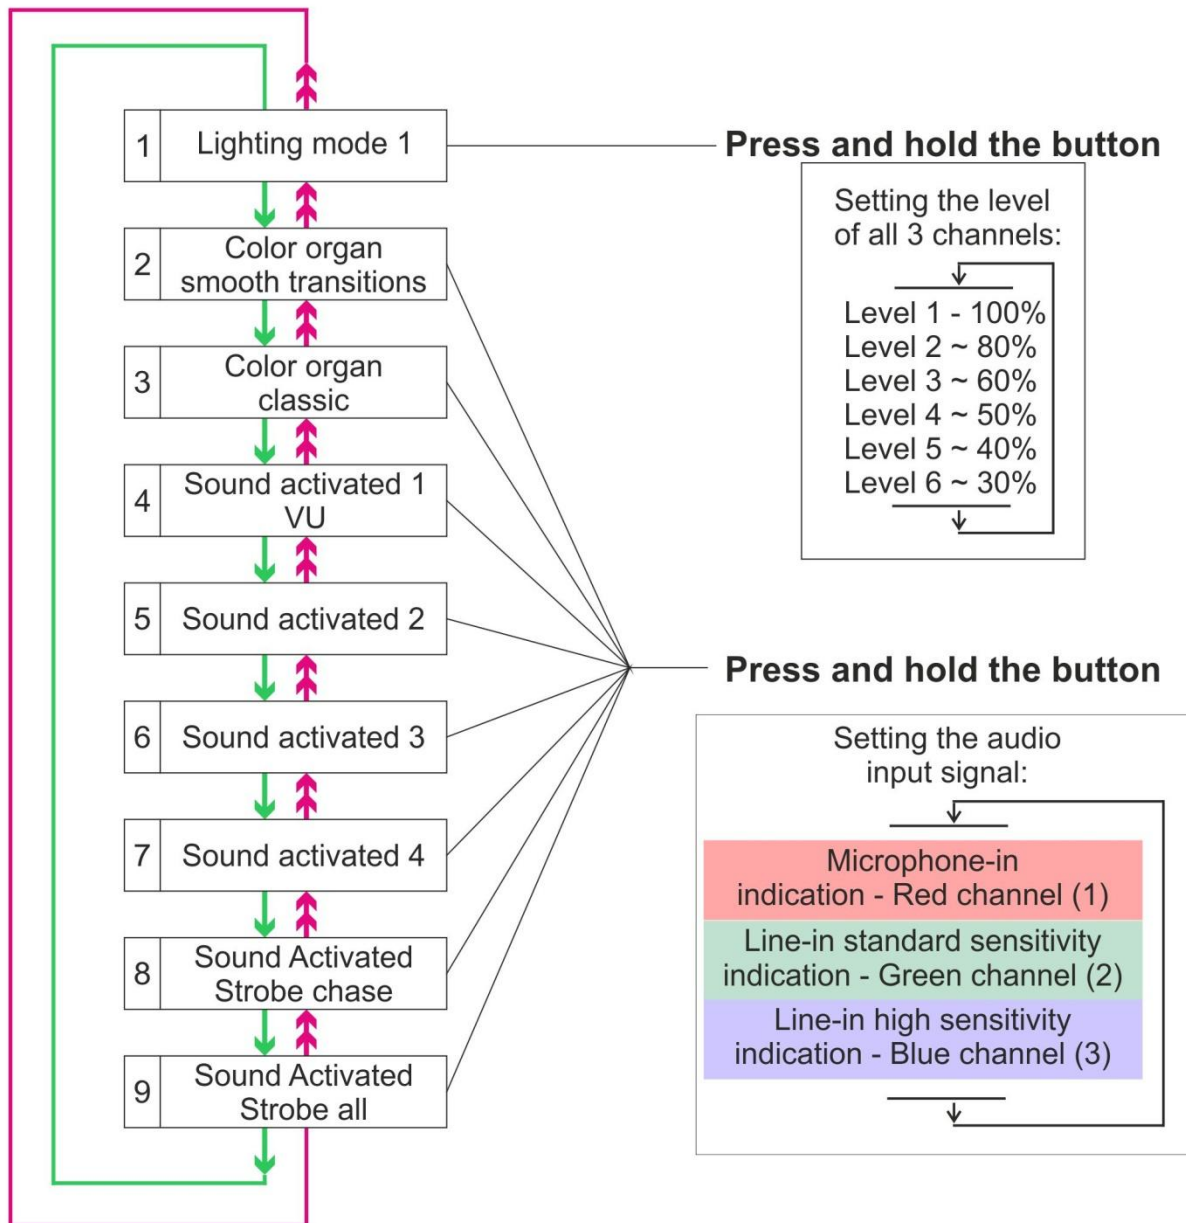 1
Lighting mode 1
2
Color organ
smooth transitions
3
Color organ
classic
4
Sound activated 1
VU
5
Sound activated 2
6
Sound activated 3
7
Sound activated 4
8
Sound Activated
Strobe chase
9
Sound Activated
Strobe all
Press and hold the button
Setting the level
of all 3 channels:
Level 1 - 100%
Level 2 ~ 80%
Level 3 ~ 60%
Level 4 ~ 50%
Level 5 ~ 40%
Level 6 ~ 30%
Press and hold the button
Setting the audio
input signal:
Microphone-in
indication - Red channel (1)
Line-in standard sensitivity
indication - Green channel (2)
Line-in high sensitivity
indication - Blue channel (3)